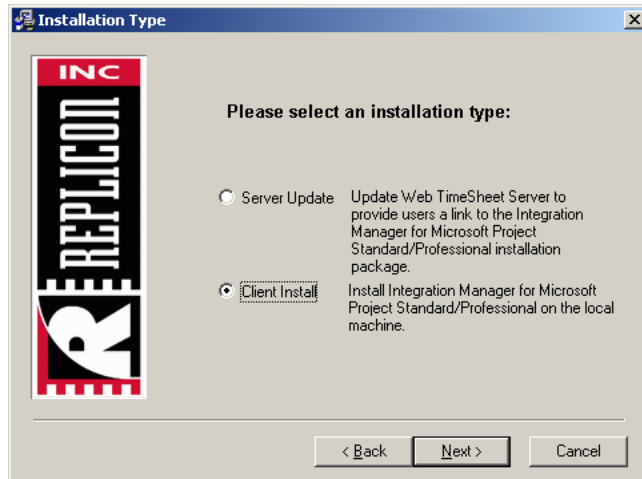 Installation Type
INC
REPLICON
R
Please select an installation type:
Server Update
Update Web TimeSheet Server to
provide users a link to the Integration
Manager for Microsoft Project
Standard/Professional installation
package.
Client Install
Install Integration Manager for Microsoft
Project Standard/Professional on the local
machine.
< Back
Next >
Cancel